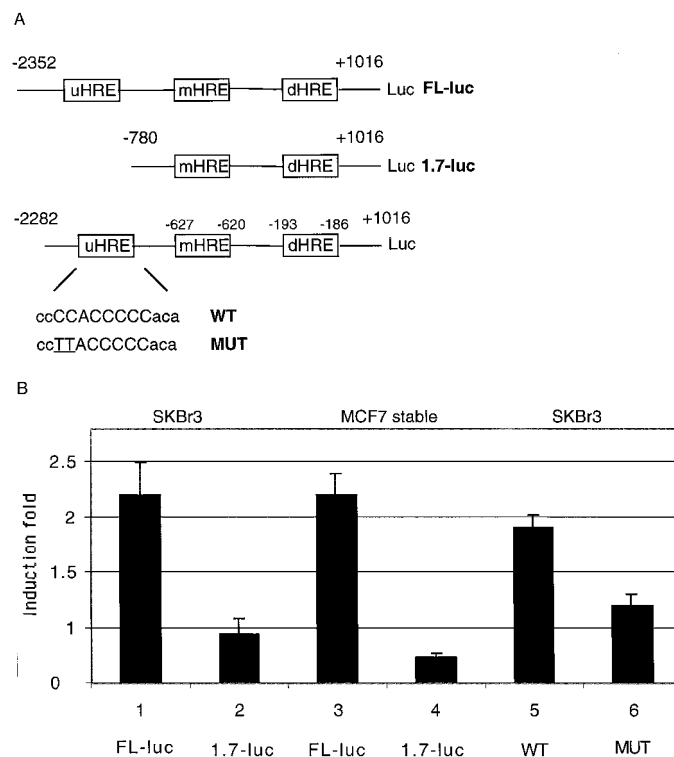 A
-2352 +1016
uHRE mHRE dHRE Luc FL-luc
-780 +1016
mHRE dHRE Luc 1.7-luc
-2282 -627 -620 -193 -186 +1016
uHRE mHRE dHRE Luc
ccCCACCCCCaca WT
ccTTACCCCCaca MUT
B
SKBr3 MCF7 stable SKBr3
Induction fold
2.5
2
1.5
1
0
1 2 3 4 5 6
FL-luc 1.7-luc FL-luc 1.7-luc WT MUT